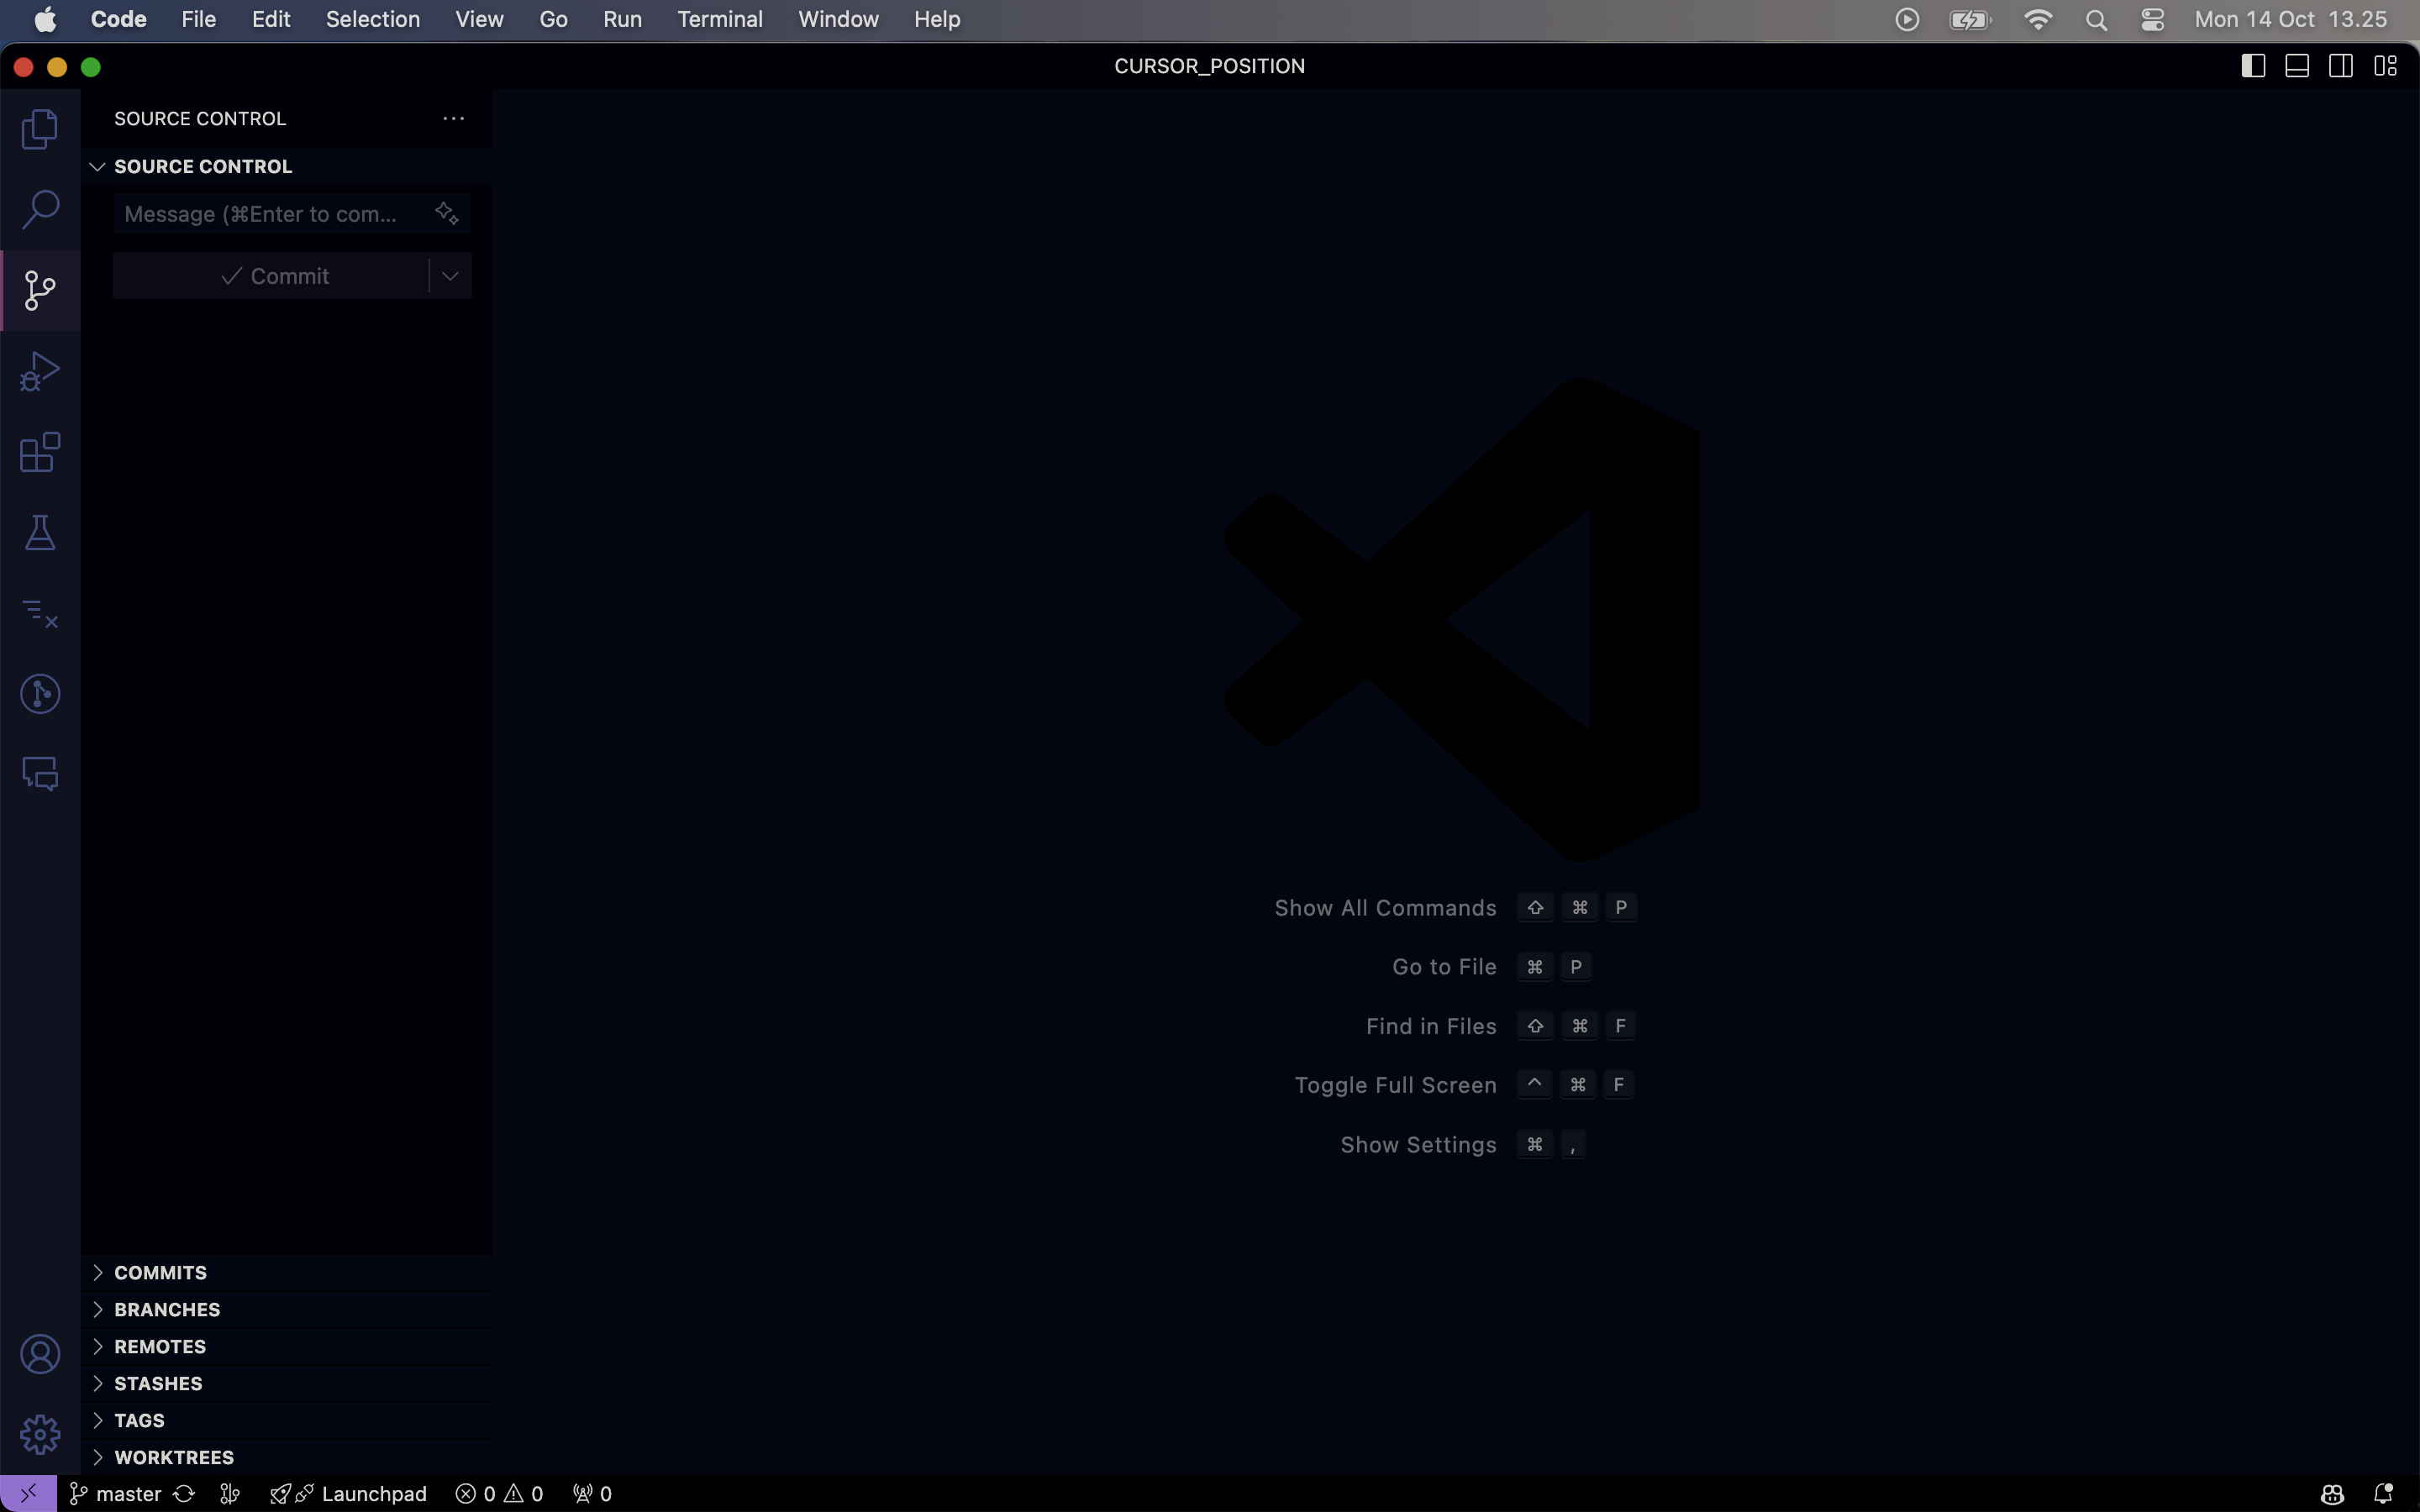 Code File Edit Selection View Go Run Terminal Window Help Mon 14 Oct 13.25
CURSOR_POSITION
SOURCE CONTROL
SOURCE CONTROL
Message (⌘Enter to com...
Commit
Show All Commands ⇧ ⌘ P
Go to File ⌘ P
Find in Files ⇧ ⌘ F
Toggle Full Screen ^ ⌘ F
Show Settings ⌘ ,
COMMITS
BRANCHES
REMOTES
STASHES
TAGS
WORKTREES
master Launchpad 0 0 0